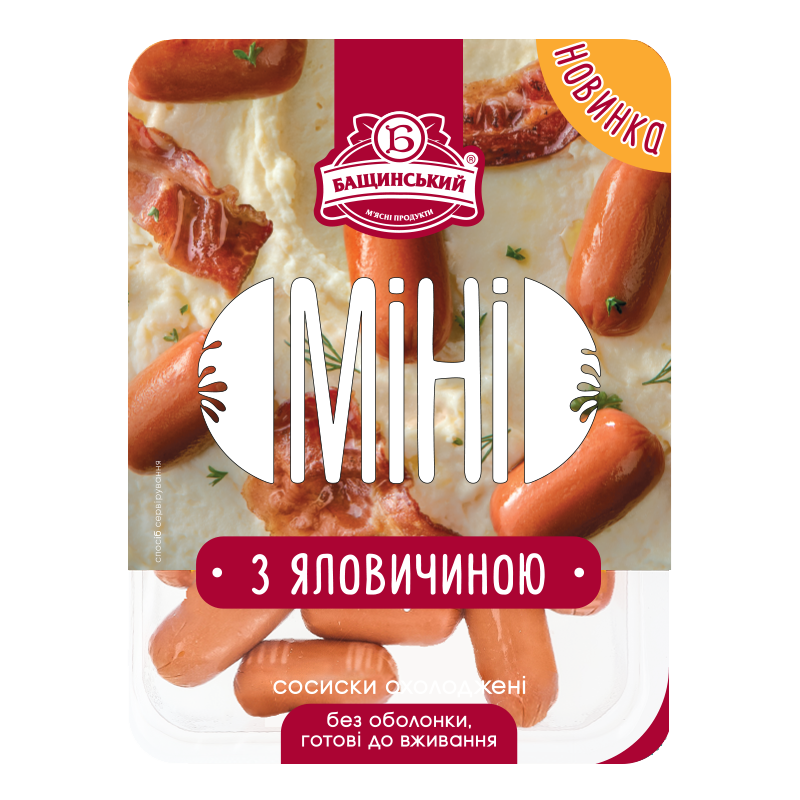 НОВИНКА
Б
БАЩИНСЬКИЙ®
М'ЯСНІ ПРОДУКТИ
МіНі
спосіб сервірування
• З ЯЛОВИЧИНОЮ •
сосиски охолоджені
без оболонки,
готові до вживання